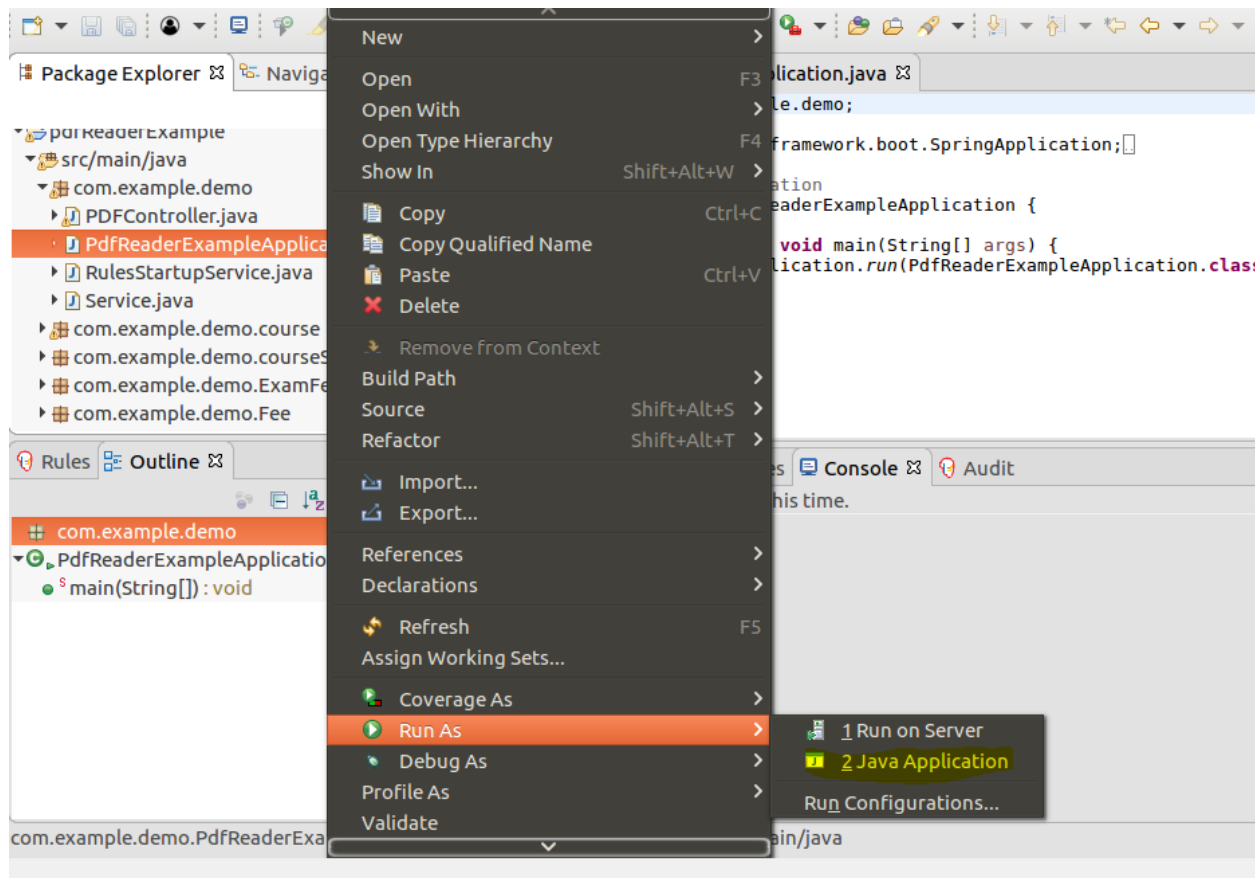 Package Explorer
Naviga
plication.java
pdfReaderExample
src/main/java
com.example.demo
PDFController.java
PdfReaderExampleApplica
RulesStartupService.java
Service.java
com.example.demo.course
com.example.demo.courseS
com.example.demo.ExamFe
com.example.demo.Fee
Rules
Outline
com.example.demo
PdfReaderExampleApplicatio
main(String[]) : void
com.example.demo.PdfReaderExa
New
Open F3
Open With
Open Type Hierarchy F4
Show In Shift+Alt+W
Copy Ctrl+C
Copy Qualified Name
Paste Ctrl+V
Delete
Remove from Context
Build Path
Source Shift+Alt+S
Refactor Shift+Alt+T
Import...
Export...
References
Declarations
Refresh F5
Assign Working Sets...
Coverage As
Run As
Debug As
Profile As
Validate
1 Run on Server
2 Java Application
Run Configurations...
le.demo;
framework.boot.SpringApplication;
ation
eaderExampleApplication {
void main(String[] args) {
lication.run(PdfReaderExampleApplication.clas
es
Console
Audit
his time.
ain/java